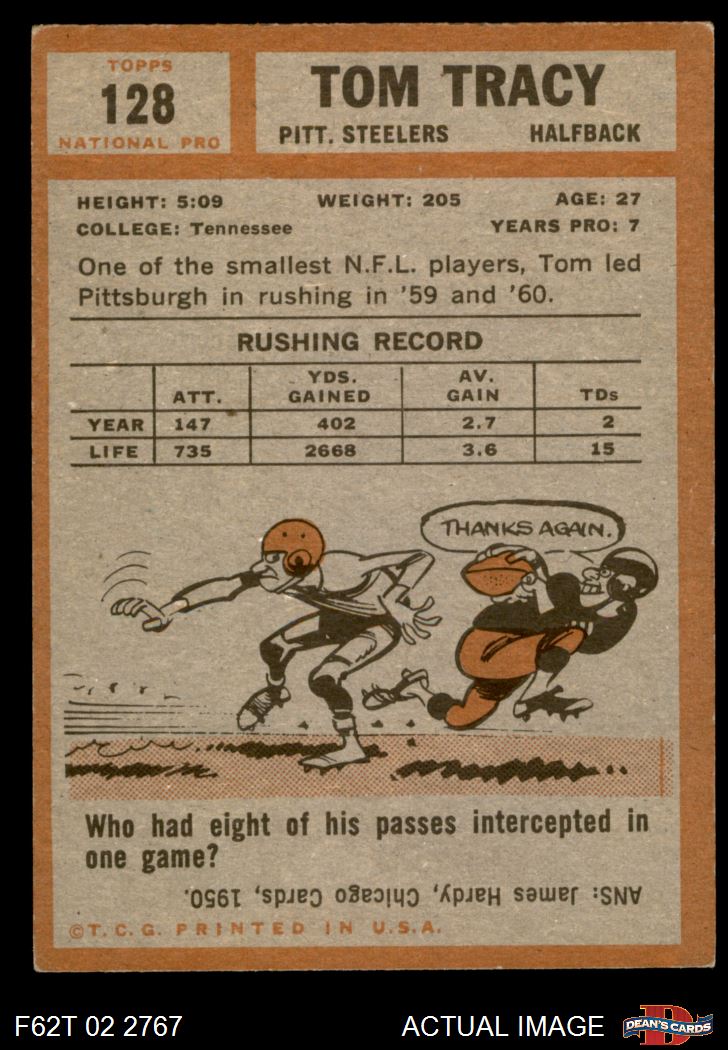 TOPPS
128
NATIONAL PRO
TOM TRACY
PITT. STEELERS HALFBACK
HEIGHT: 5:09 WEIGHT: 205 AGE: 27
COLLEGE: Tennessee YEARS PRO: 7
One of the smallest N.F.L. players, Tom led
Pittsburgh in rushing in '59 and '60.
RUSHING RECORD
ATT. YDS. GAINED AV. GAIN TDs
YEAR 147 402 2.7 2
LIFE 735 2668 3.6 15
THANKS AGAIN.
Who had eight of his passes intercepted in
one game?
ANS: James Hardy, Chicago Cards, 1950.
©T.C.G. PRINTED IN U.S.A.
F62T 02 2767 ACTUAL IMAGE DEAN'S CARDS